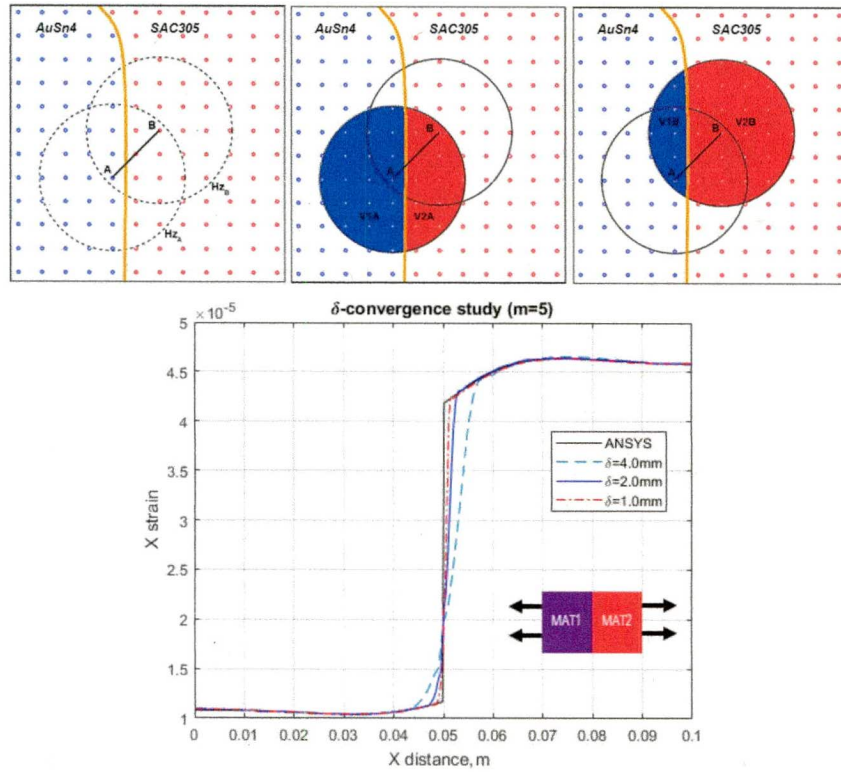 AuSn4 SAC305
B
A
Hz_B
Hz_A
AuSn4 SAC305
B
A
V1A V2A
AuSn4 SAC305
V1B V2B
B
A
δ-convergence study (m=5)
×10⁻⁵
5
4.5
4
3.5
3
2.5
2
1.5
1
X strain
ANSYS
δ=4.0mm
δ=2.0mm
δ=1.0mm
MAT1 MAT2
0 0.01 0.02 0.03 0.04 0.05 0.06 0.07 0.08 0.09 0.1
X distance, m